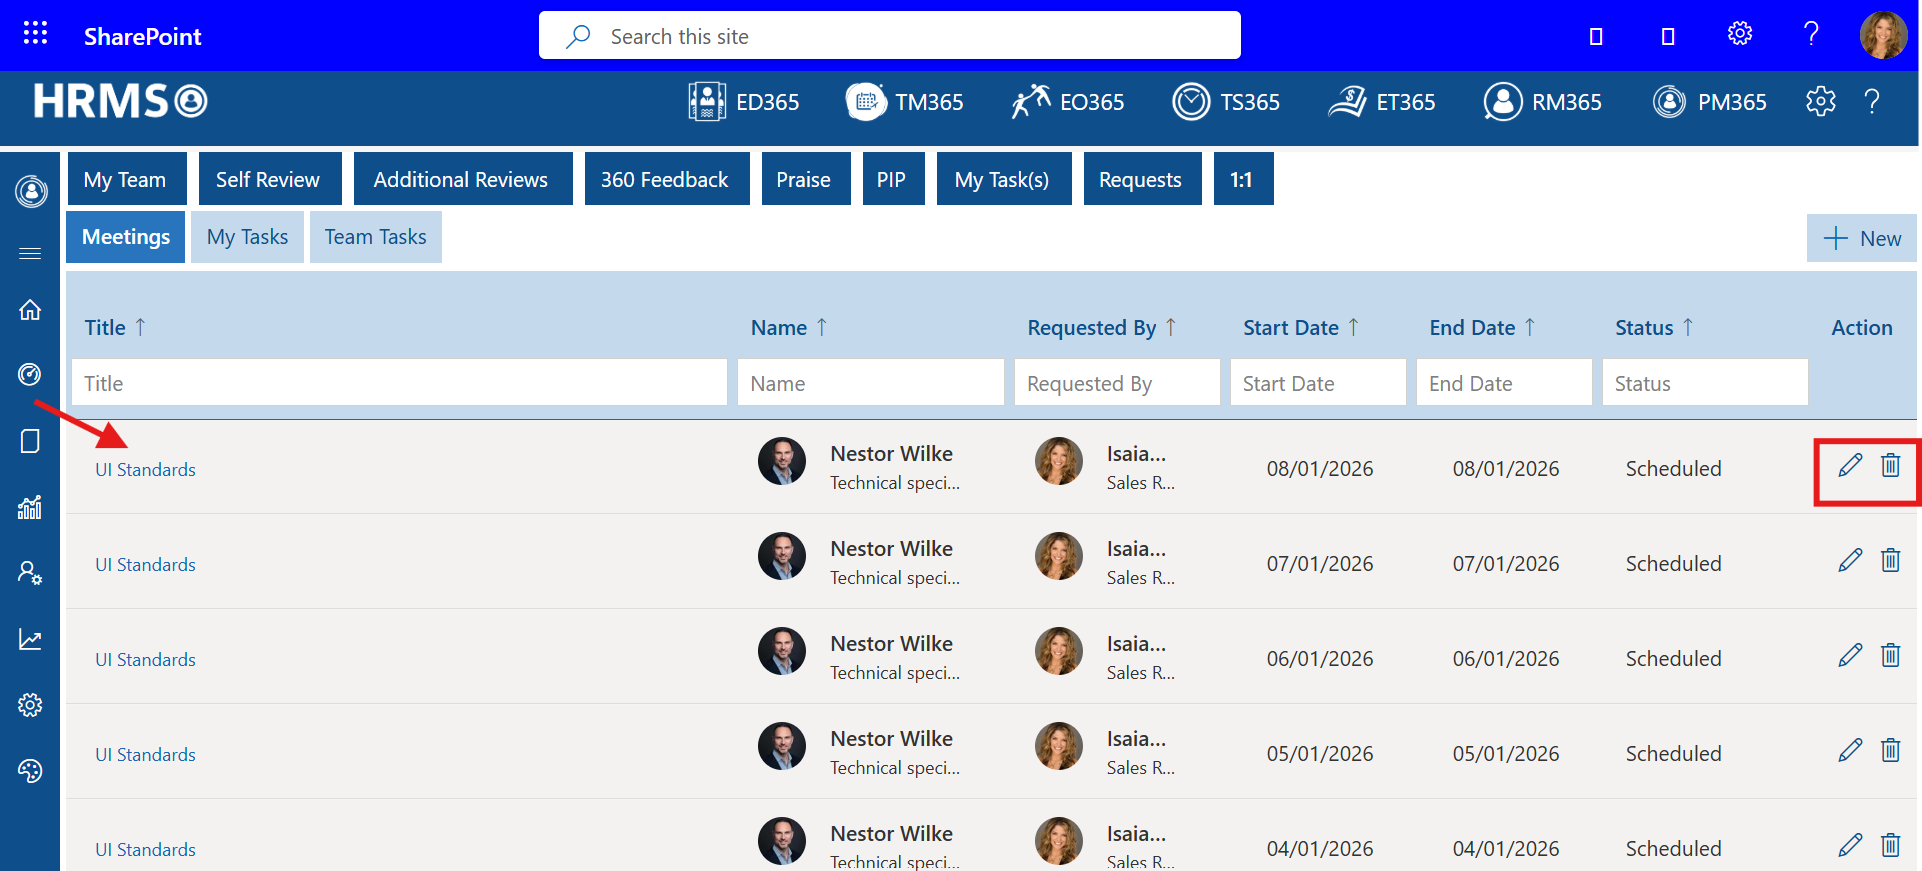 SharePoint
Search this site
?
HRMS
ED365 TM365 EO365 TS365 ET365 RM365 PM365 ?
My Team Self Review Additional Reviews 360 Feedback Praise PIP My Task(s) Requests 1:1
Meetings My Tasks Team Tasks
+ New
Title ↑ Name ↑ Requested By ↑ Start Date ↑ End Date ↑ Status ↑ Action
Title Name Requested By Start Date End Date Status
UI Standards Nestor Wilke Isaia... 08/01/2026 08/01/2026 Scheduled
Technical speci... Sales R...
UI Standards Nestor Wilke Isaia... 07/01/2026 07/01/2026 Scheduled
Technical speci... Sales R...
UI Standards Nestor Wilke Isaia... 06/01/2026 06/01/2026 Scheduled
Technical speci... Sales R...
UI Standards Nestor Wilke Isaia... 05/01/2026 05/01/2026 Scheduled
Technical speci... Sales R...
UI Standards Nestor Wilke Isaia... 04/01/2026 04/01/2026 Scheduled
Technical speci... Sales R...